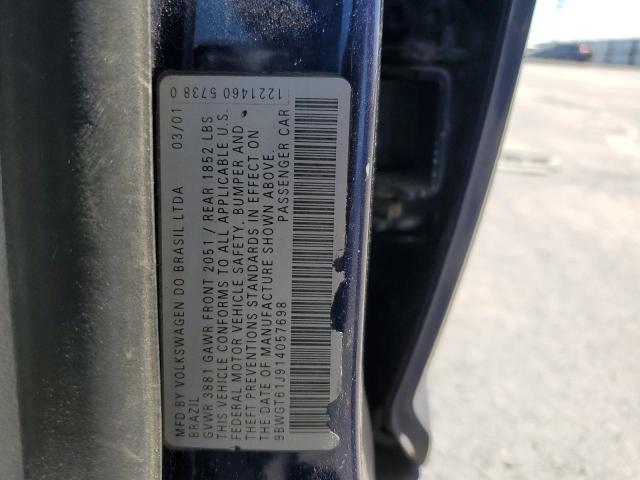 MFD BY VOLKSWAGEN DO BRASIL LTDA 03/01
BRAZIL
GVWR 3881 GAWR FRONT 2051 / REAR 1852 LBS
THIS VEHICLE CONFORMS TO ALL APPLICABLE U.S.
FEDERAL MOTOR VEHICLE SAFETY, BUMPER AND
THEFT PREVENTIONS STANDARDS IN EFFECT ON
DATE OF MANUFACTURE SHOWN ABOVE.
9BWGT61J914057698 PASSENGER CAR
1221460 5738 0